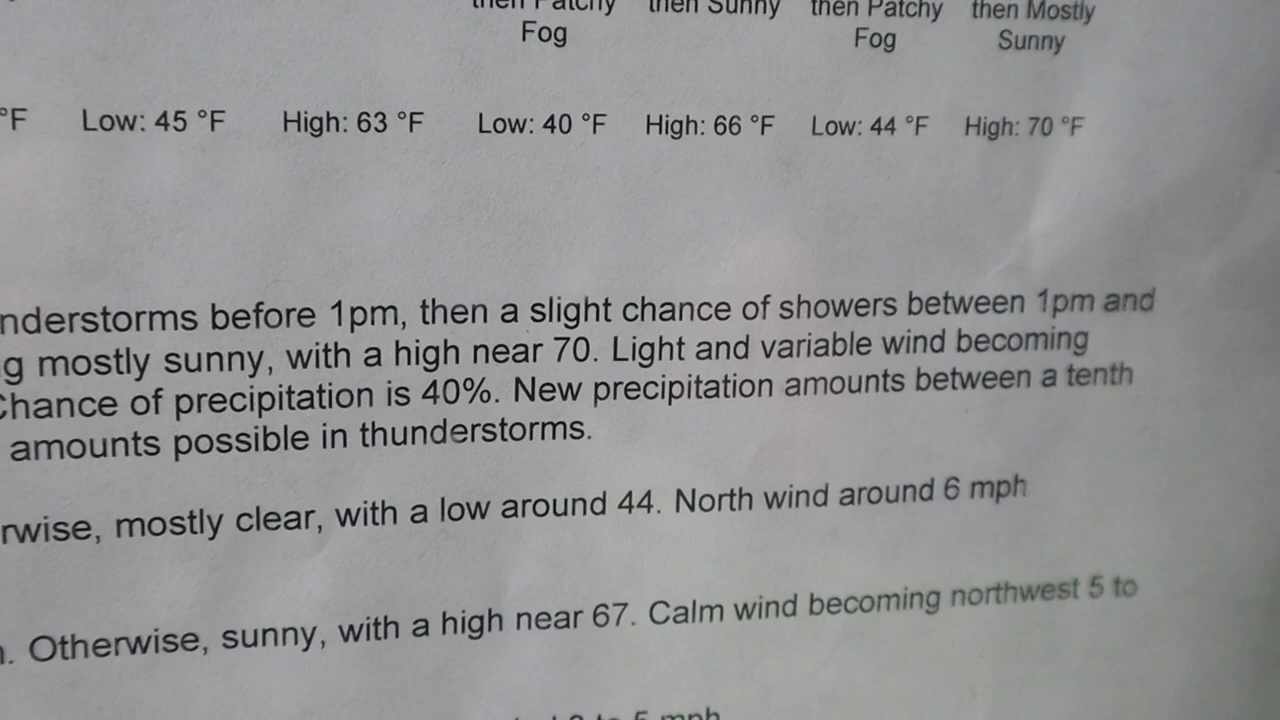 then Patchy then Sunny then Patchy then Mostly
Fog Fog Sunny
°F Low: 45 °F High: 63 °F Low: 40 °F High: 66 °F Low: 44 °F High: 70 °F
nderstorms before 1pm, then a slight chance of showers between 1pm and
g mostly sunny, with a high near 70. Light and variable wind becoming
Chance of precipitation is 40%. New precipitation amounts between a tenth
amounts possible in thunderstorms.
rwise, mostly clear, with a low around 44. North wind around 6 mph
. Otherwise, sunny, with a high near 67. Calm wind becoming northwest 5 to
to 5 mph